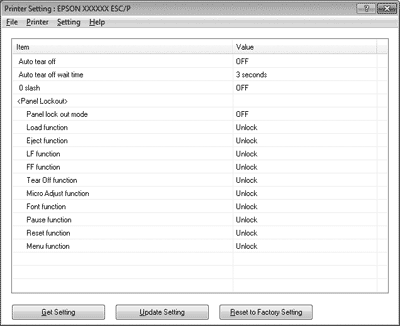 Printer Setting : EPSON XXXXXX ESC/P
File Printer Setting Help
Item Value
Auto tear off OFF
Auto tear off wait time 3 seconds
0 slash OFF
<Panel Lockout>
Panel lock out mode OFF
Load function Unlock
Eject function Unlock
LF function Unlock
FF function Unlock
Tear Off function Unlock
Micro Adjust function Unlock
Font function Unlock
Pause function Unlock
Reset function Unlock
Menu function Unlock
Get Setting Update Setting Reset to Factory Setting